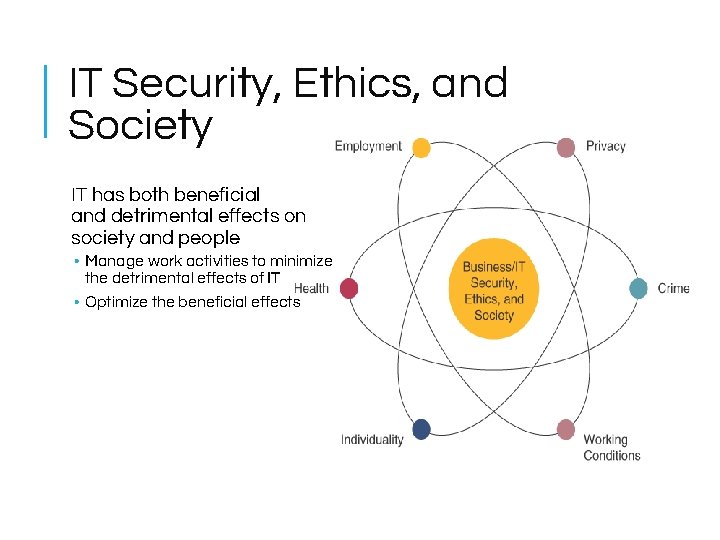 IT Security, Ethics, and
Society
IT has both beneficial
and detrimental effects on
society and people
• Manage work activities to minimize
the detrimental effects of IT
• Optimize the beneficial effects
Employment
Privacy
Health
Business/IT
Security,
Ethics, and
Society
Crime
Individuality
Working
Conditions